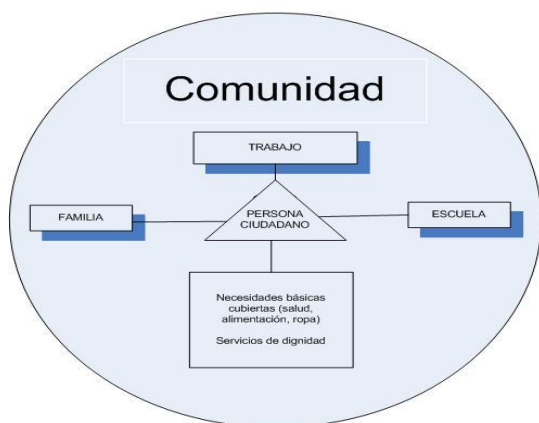 Comunidad
TRABAJO
FAMILIA
PERSONA
CIUDADANO
ESCUELA
Necesidades básicas
cubiertas (salud,
alimentación, ropa)
Servicios de dignidad